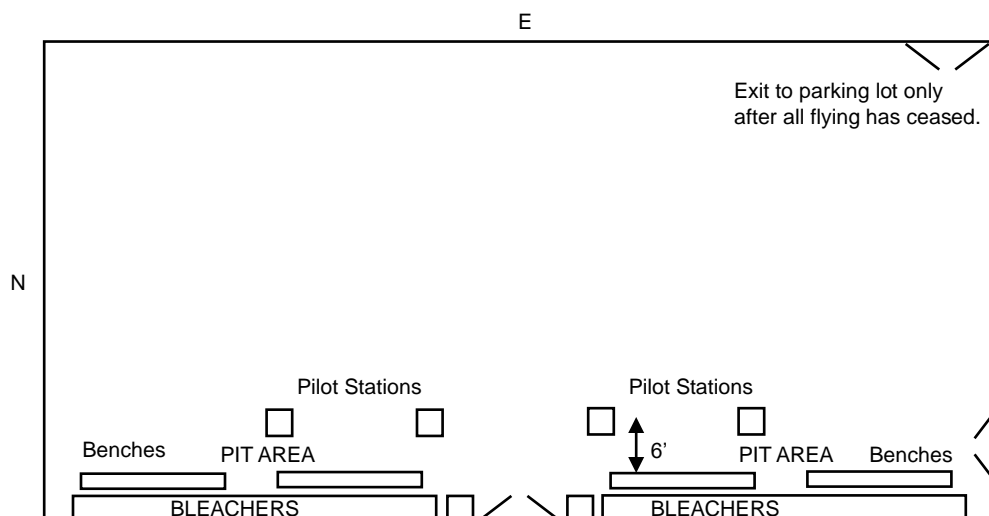 E
Exit to parking lot only
after all flying has ceased.
N
Pilot Stations
Pilot Stations
Benches
PIT AREA
6’
PIT AREA
Benches
BLEACHERS
BLEACHERS